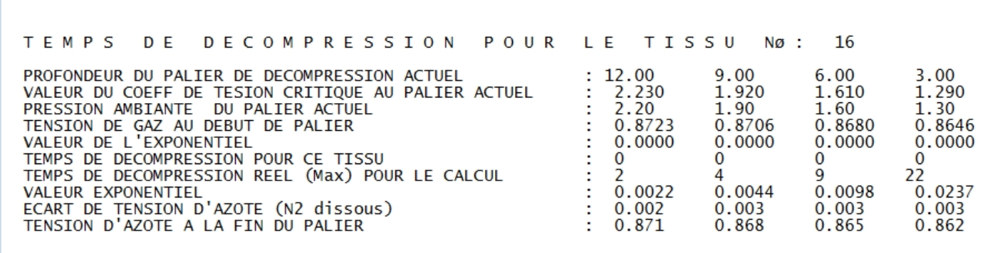 TEMPS DE DECOMPRESSION POUR LE TISSU Nø : 16
PROFONDEUR DU PALIER DE DECOMPRESSION ACTUEL : 12.00 9.00 6.00 3.00
VALEUR DU COEFF DE TESION CRITIQUE AU PALIER ACTUEL : 2.230 1.920 1.610 1.290
PRESSION AMBIANTE DU PALIER ACTUEL : 2.20 1.90 1.60 1.30
TENSION DE GAZ AU DEBUT DE PALIER : 0.8723 0.8706 0.8680 0.8646
VALEUR DE L'EXPONENTIEL : 0.0000 0.0000 0.0000 0.0000
TEMPS DE DECOMPRESSION POUR CE TISSU : 0 0 0 0
TEMPS DE DECOMPRESSION REEL (Max) POUR LE CALCUL : 2 4 9 22
VALEUR EXPONENTIEL : 0.0022 0.0044 0.0098 0.0237
ECART DE TENSION D'AZOTE (N2 dissous) : 0.002 0.003 0.003 0.003
TENSION D'AZOTE A LA FIN DU PALIER : 0.871 0.868 0.865 0.862